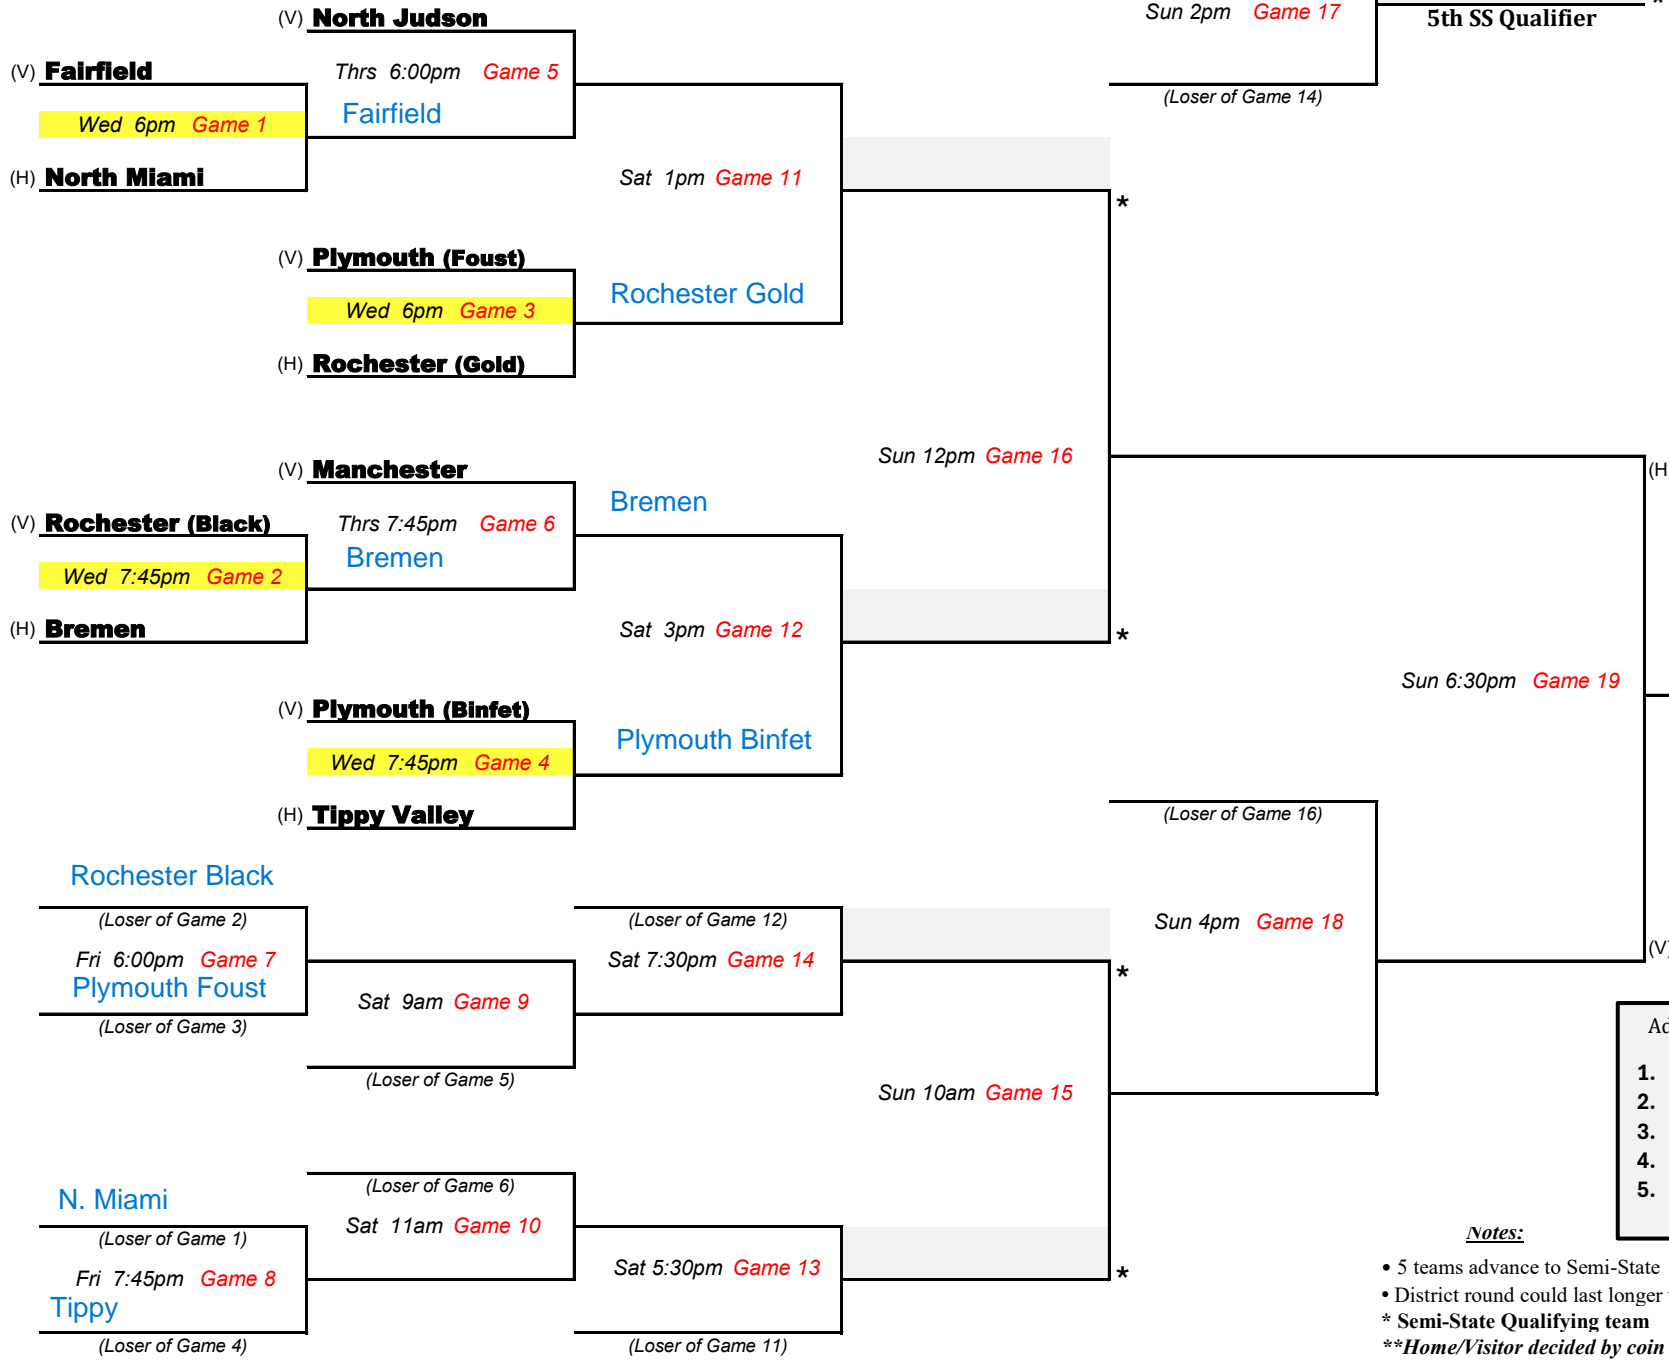 (V) North Judson
Sun 2pm Game 17
5th SS Qualifier
*
(V) Fairfield
Thrs 6:00pm Game 5
(Loser of Game 14)
Fairfield
Wed 6pm Game 1
(H) North Miami
Sat 1pm Game 11
*
(V) Plymouth (Foust)
Rochester Gold
Wed 6pm Game 3
(H) Rochester (Gold)
Sun 12pm Game 16
(V) Manchester
(H
Bremen
(V) Rochester (Black)
Thrs 7:45pm Game 6
Bremen
Wed 7:45pm Game 2
(H) Bremen
Sat 3pm Game 12
*
Sun 6:30pm Game 19
(V) Plymouth (Binfet)
Plymouth Binfet
Wed 7:45pm Game 4
(H) Tippy Valley
(Loser of Game 16)
Rochester Black
(Loser of Game 2)
(Loser of Game 12)
Sun 4pm Game 18
Fri 6:00pm Game 7
Sat 7:30pm Game 14
(V)
*
Plymouth Foust
Sat 9am Game 9
(Loser of Game 3)
Ad
(Loser of Game 5)
Sun 10am Game 15
1.
2.
3.
4.
5.
(Loser of Game 6)
N. Miami
Sat 11am Game 10
(Loser of Game 1)
Notes:
Sat 5:30pm Game 13
*
Fri 7:45pm Game 8
• 5 teams advance to Semi-State
Tippy
• District round could last longer
* Semi-State Qualifying team
(Loser of Game 4)
(Loser of Game 11)
**Home/Visitor decided by coin